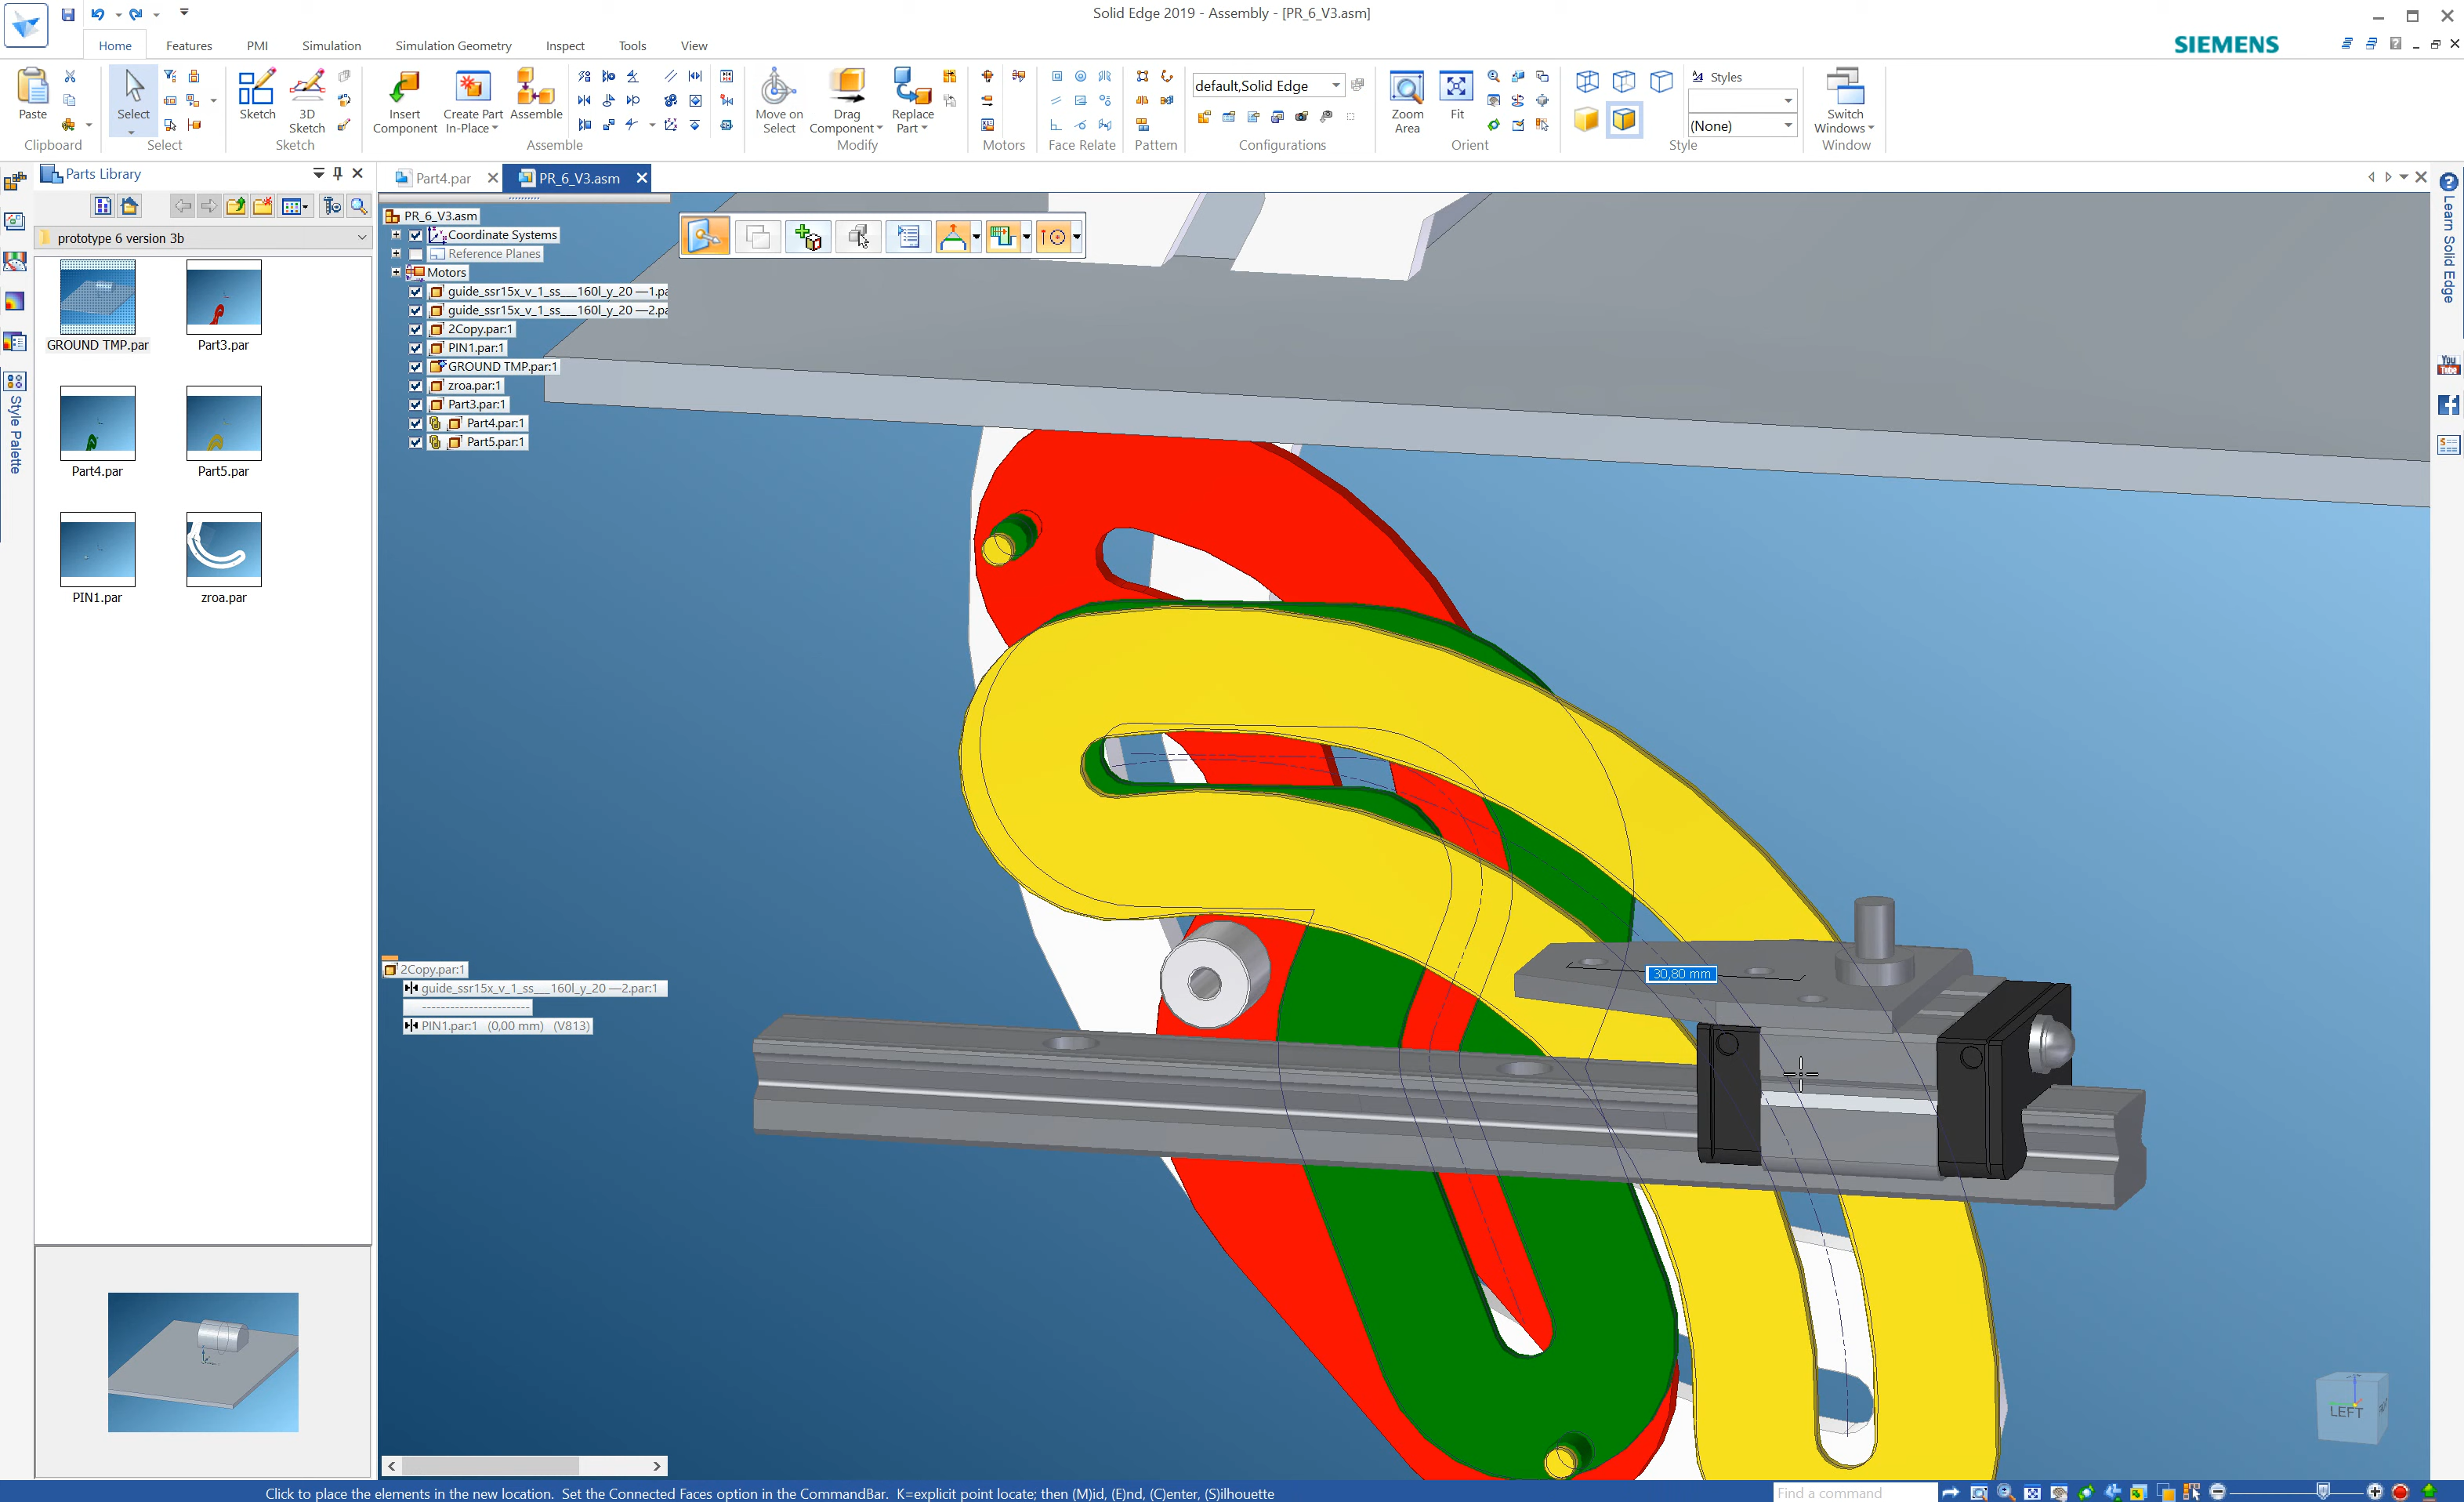 Solid Edge 2019 - Assembly - [PR_6_V3.asm]
Home Features PMI Simulation Simulation Geometry Inspect Tools View
SIEMENS
Paste
Clipboard
Select
Select
Sketch
3D Sketch
Sketch
Insert Component
Create Part In-Place
Assemble
Assemble
Move on Select
Drag Component
Replace Part
Modify
Motors
Face Relate
Pattern
default,Solid Edge
Configurations
Zoom Area
Fit
Orient
Styles
(None)
Style
Switch Windows
Window
Parts Library
Part4.par
PR_6_V3.asm
prototype 6 version 3b
GROUND TMP.par
Part3.par
Part4.par
Part5.par
PIN1.par
zroa.par
Style Palette
PR_6_V3.asm
Coordinate Systems
Reference Planes
Motors
guide_ssr15x_v_1_ss___160l_y_20 —1.pa
guide_ssr15x_v_1_ss___160l_y_20 —2.pa
2Copy.par:1
PIN1.par:1
GROUND TMP.par:1
zroa.par:1
Part3.par:1
Part4.par:1
Part5.par:1
2Copy.par:1
guide_ssr15x_v_1_ss___160l_y_20 —2.par:1
------------------------
PIN1.par:1 (0,00 mm) (V813)
30,80 mm
LEFT
Learn Solid Edge
You Tube
Click to place the elements in the new location. Set the Connected Faces option in the CommandBar. K=explicit point locate; then (M)id, (E)nd, (C)enter, (S)ilhouette
Find a command